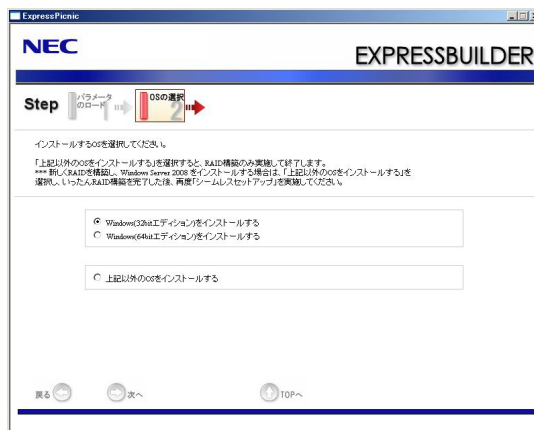 ExpressPicnic
NEC
EXPRESSBUILDER
Step パラメータのロード 1 OSの選択 2
インストールするOSを選択してください。
「上記以外のOSをインストールする」を選択すると、RAID構築のみ実施して終了します。
*** 新しくRAIDを構築し、Windows Server 2008 をインストールする場合は、「上記以外のOSをインストールする」を
選択し、いったんRAID構築を完了した後、再度「シームレスセットアップ」を実施してください。
Windows(32bitエディション)をインストールする
Windows(64bitエディション)をインストールする
上記以外のOSをインストールする
戻る 次へ TOPへ